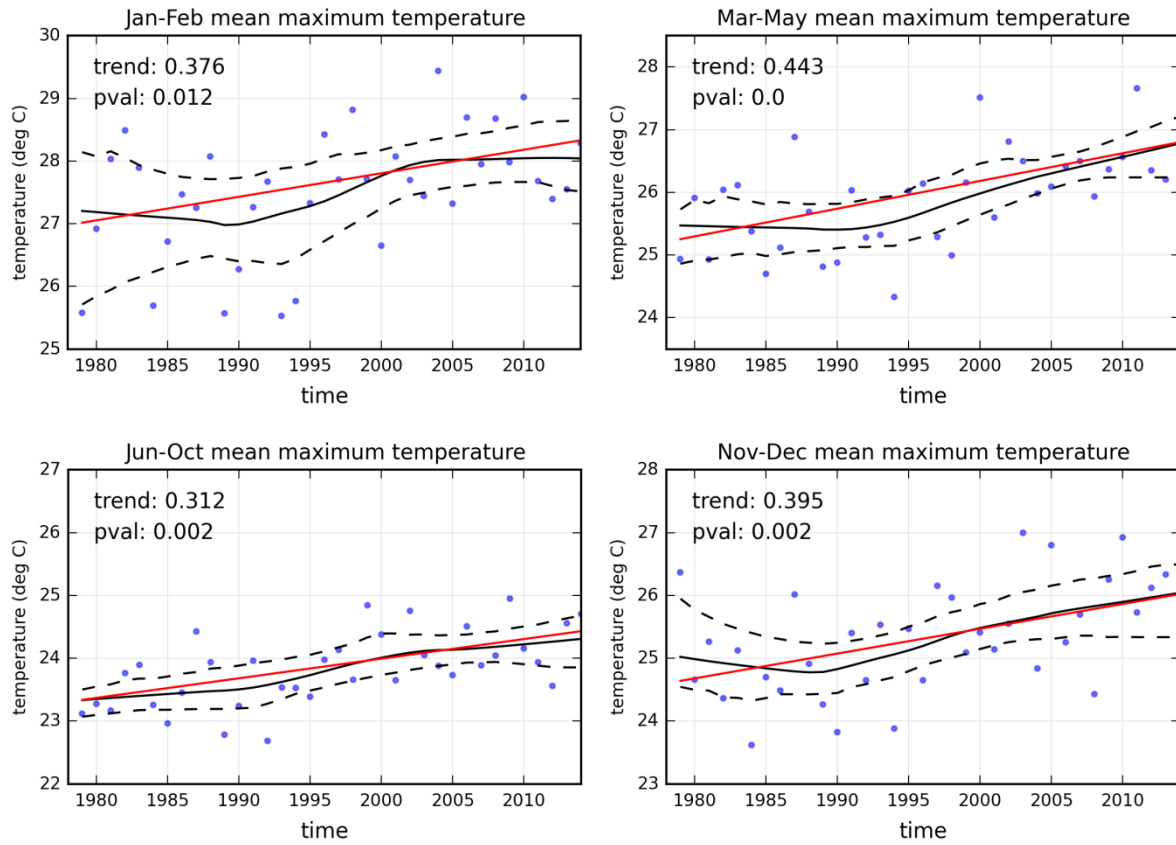 Jan-Feb mean maximum temperature
trend: 0.376
pval: 0.012
temperature (deg C)
30
29
28
27
26
25
1980 1985 1990 1995 2000 2005 2010
time
Mar-May mean maximum temperature
trend: 0.443
pval: 0.0
temperature (deg C)
28
27
26
25
24
1980 1985 1990 1995 2000 2005 2010
time
Jun-Oct mean maximum temperature
trend: 0.312
pval: 0.002
temperature (deg C)
27
26
25
24
23
22
1980 1985 1990 1995 2000 2005 2010
time
Nov-Dec mean maximum temperature
trend: 0.395
pval: 0.002
temperature (deg C)
28
27
26
25
24
23
1980 1985 1990 1995 2000 2005 2010
time